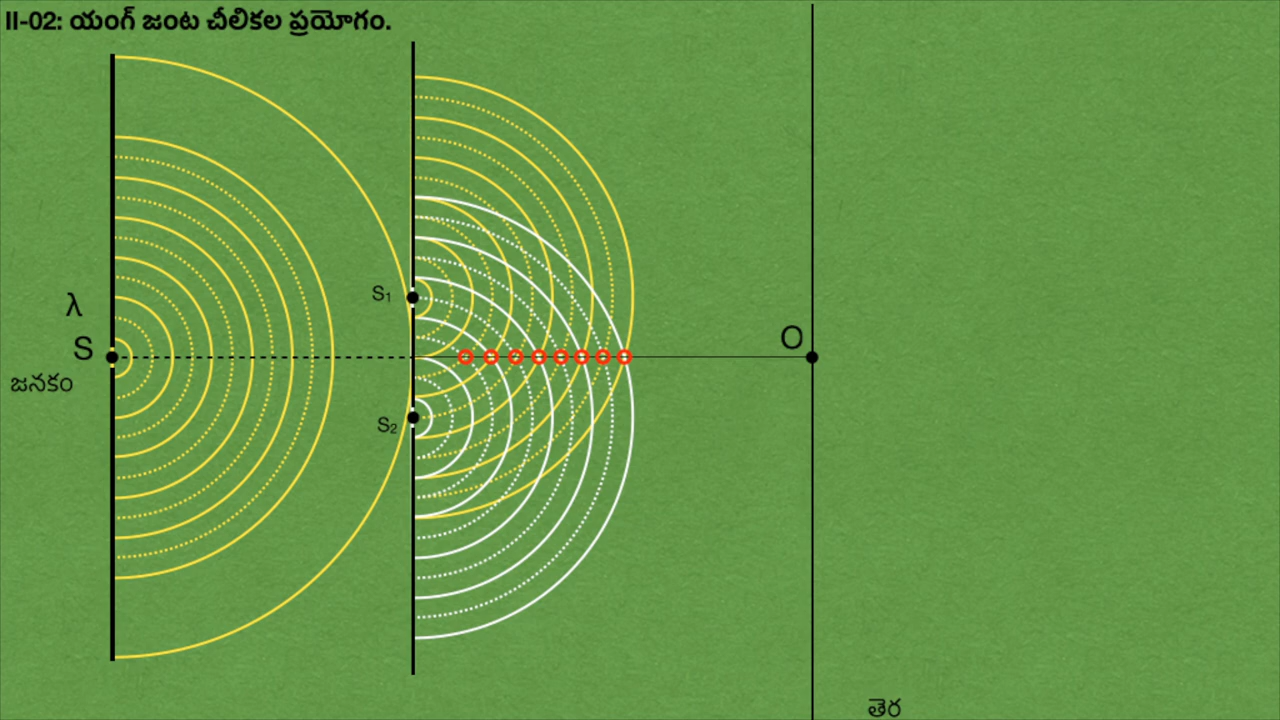 II-02: యంగ్ జంట చీలికల ప్రయోగం.
S₁
λ
O
S
జనకం
S₂
తెర